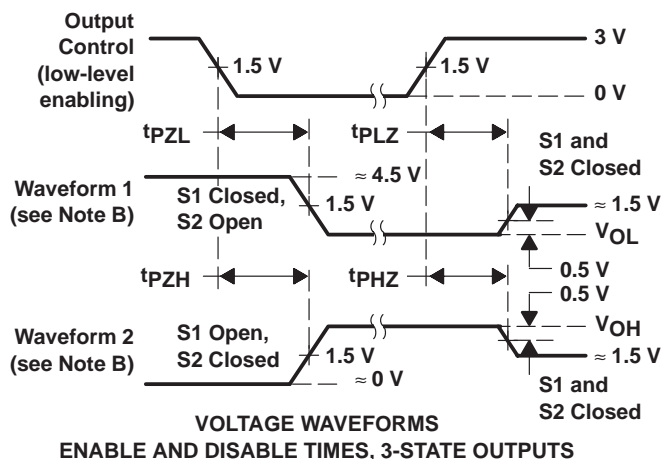 Output
Control
(low-level
enabling)
1.5 V
1.5 V
3 V
0 V
tPZL
tPLZ
S1 and
S2 Closed
Waveform 1
(see Note B)
S1 Closed,
S2 Open
≈ 4.5 V
1.5 V
≈ 1.5 V
VOL
0.5 V
tPZH
tPHZ
0.5 V
Waveform 2
(see Note B)
S1 Open,
S2 Closed
1.5 V
≈ 0 V
VOH
≈ 1.5 V
S1 and
S2 Closed
VOLTAGE WAVEFORMS
ENABLE AND DISABLE TIMES, 3-STATE OUTPUTS